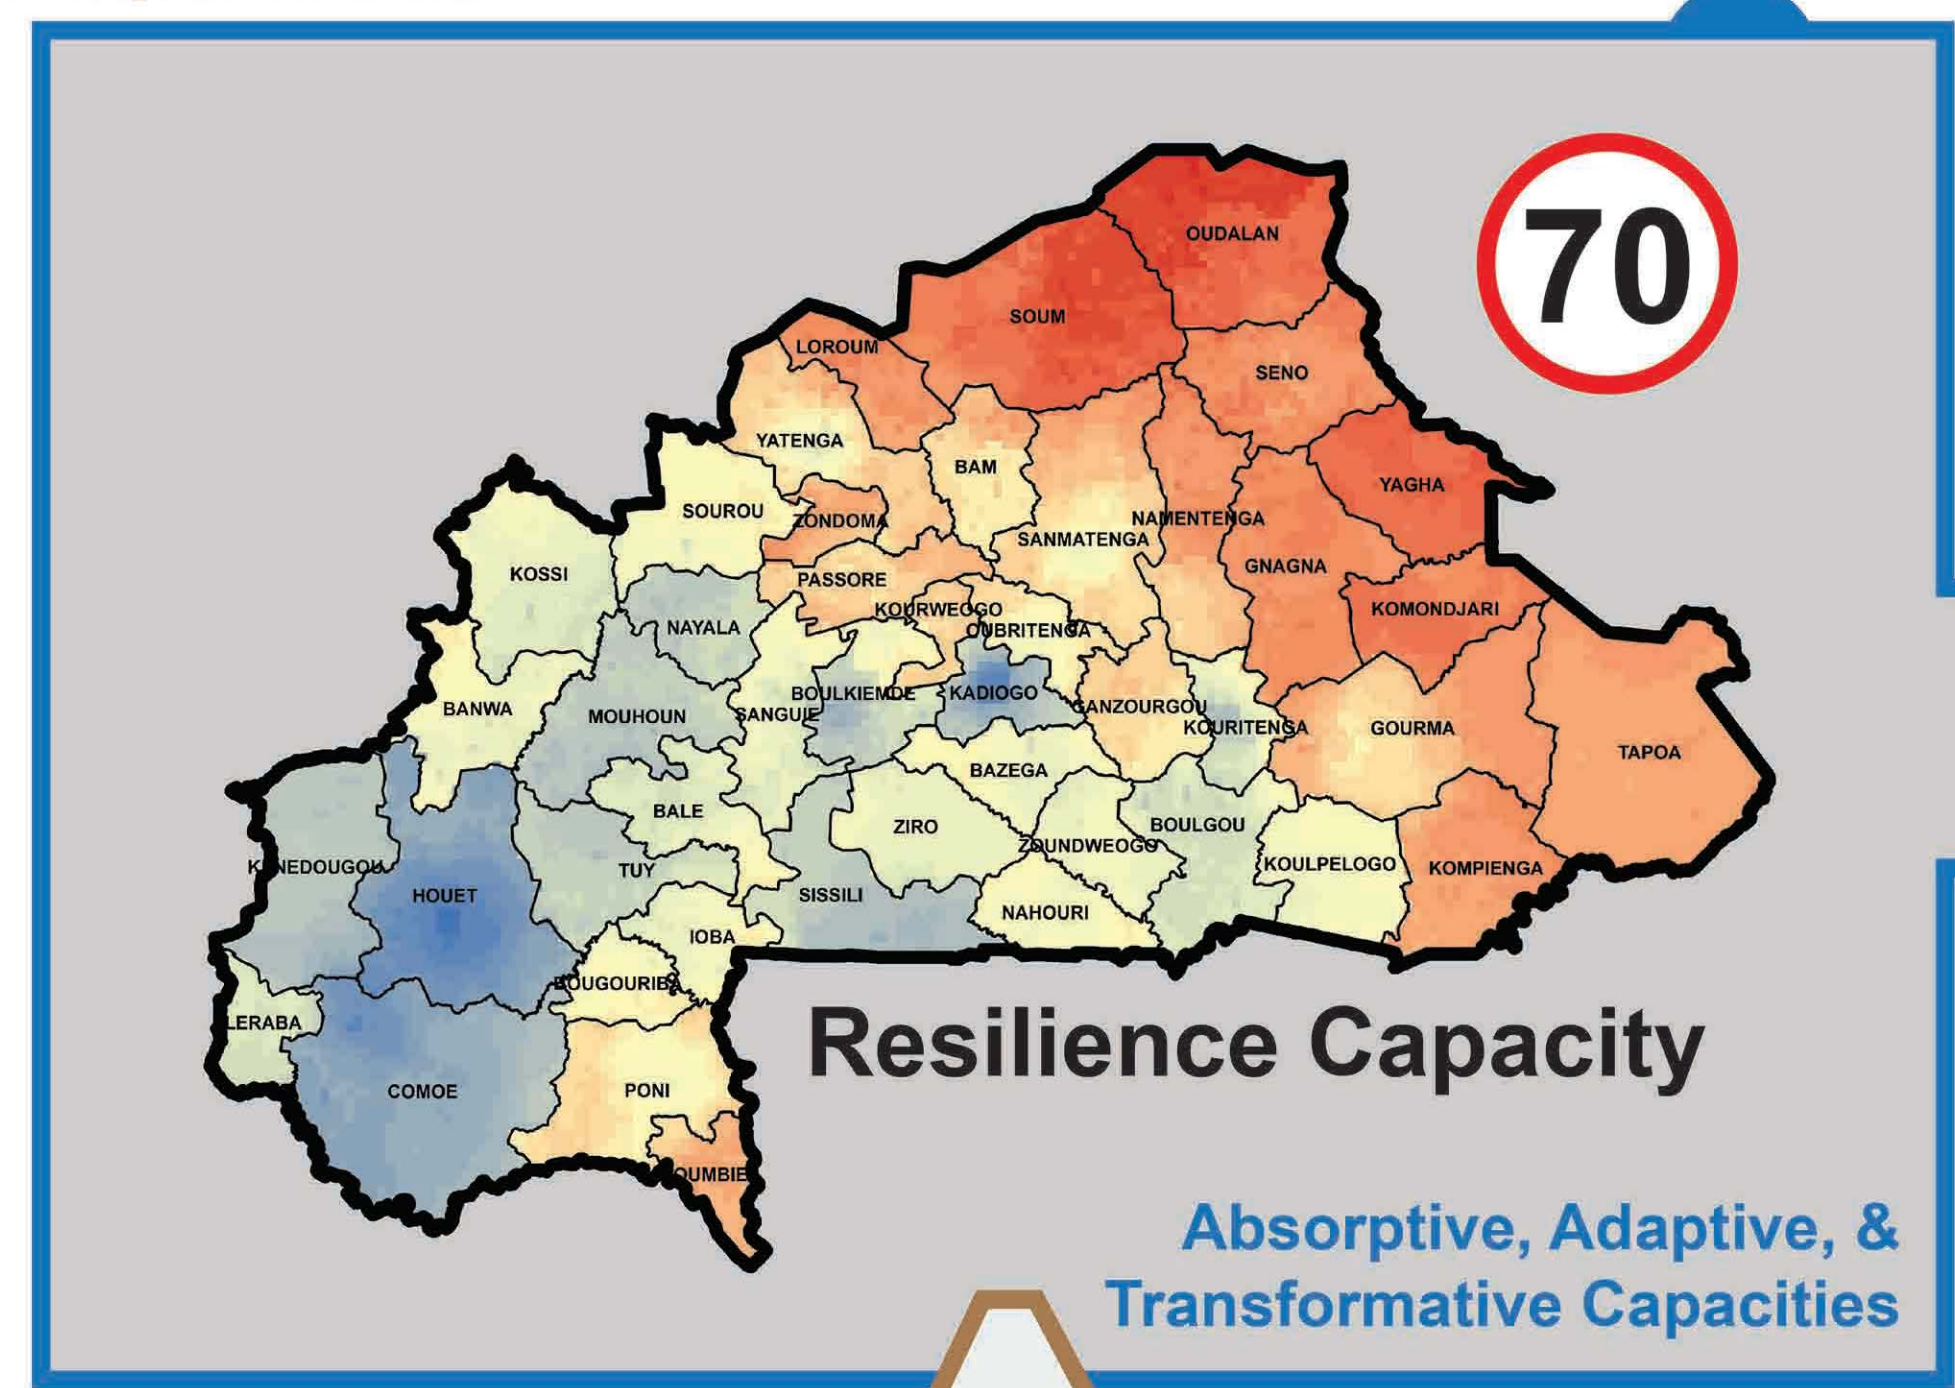 OUDALAN
70
SOUM
LOROUM
SENO
YATENGA
BAM
YAGHA
SOUROU
ZONDOMA
NAMENTENGA
SANMATENGA
KOSSI
PASSORE
GNAGNA
KOURWEOGO
KOMONDJARI
NAYALA
OUBRITENGA
BOULKIEMDE
KADIOGO
BANWA
MOUHOUN
SANGUIE
GANZOURGOU
KOURITENGA
GOURMA
TAPOA
BAZEGA
BALE
ZIRO
BOULGOU
ZOUNDWEOGO
KENEDOUGOU
TUY
KOULPELOGO
KOMPIENGA
HOUET
SISSILI
NAHOURI
IOBA
BOUGOURIBA
LERABA
Resilience Capacity
COMOE
PONI
OUMBIE
Absorptive, Adaptive, &
Transformative Capacities